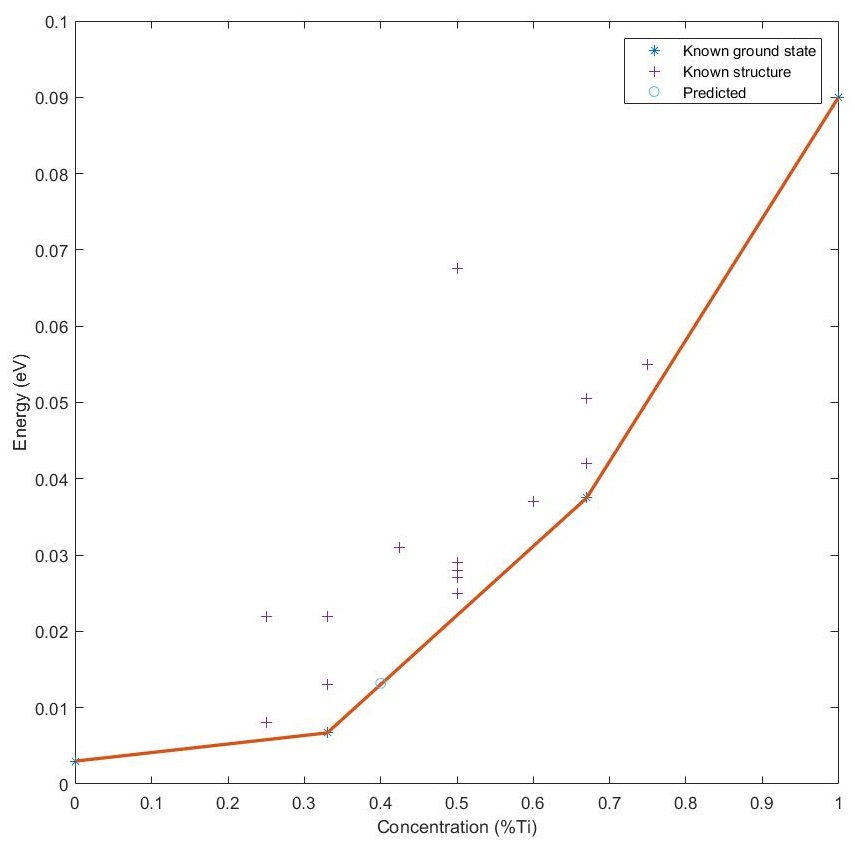 0.1
0.09
0.08
0.07
0.06
0.05
0.04
0.03
0.02
0.01
0
Energy (eV)
Known ground state
Known structure
Predicted
0 0.1 0.2 0.3 0.4 0.5 0.6 0.7 0.8 0.9 1
Concentration (%Ti)